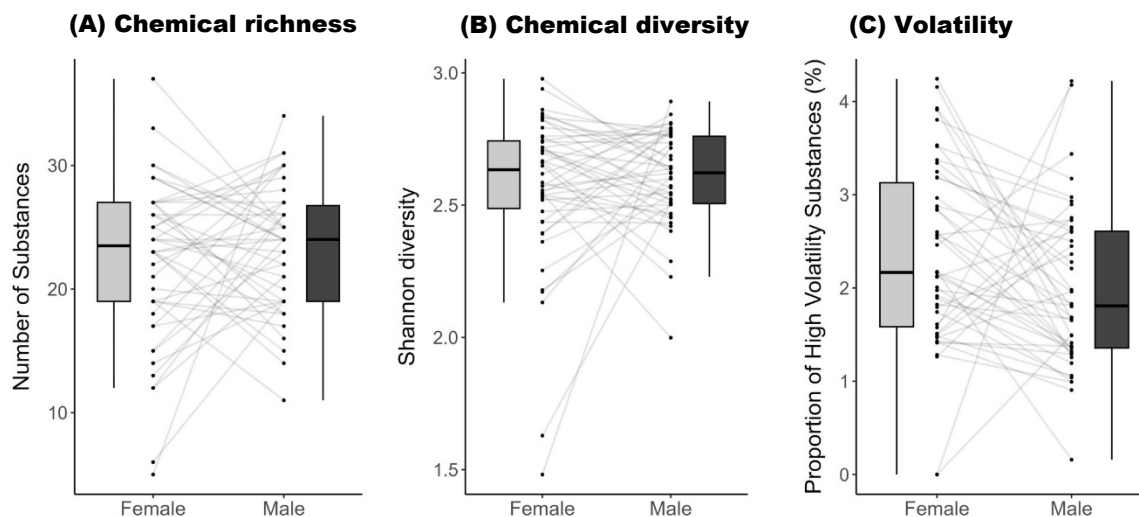 (A) Chemical richness
Number of Substances
30
20
10
Female Male
(B) Chemical diversity
Shannon diversity
3.0
2.5
2.0
1.5
Female Male
(C) Volatility
Proportion of High Volatility Substances (%)
4
3
2
1
0
Female Male